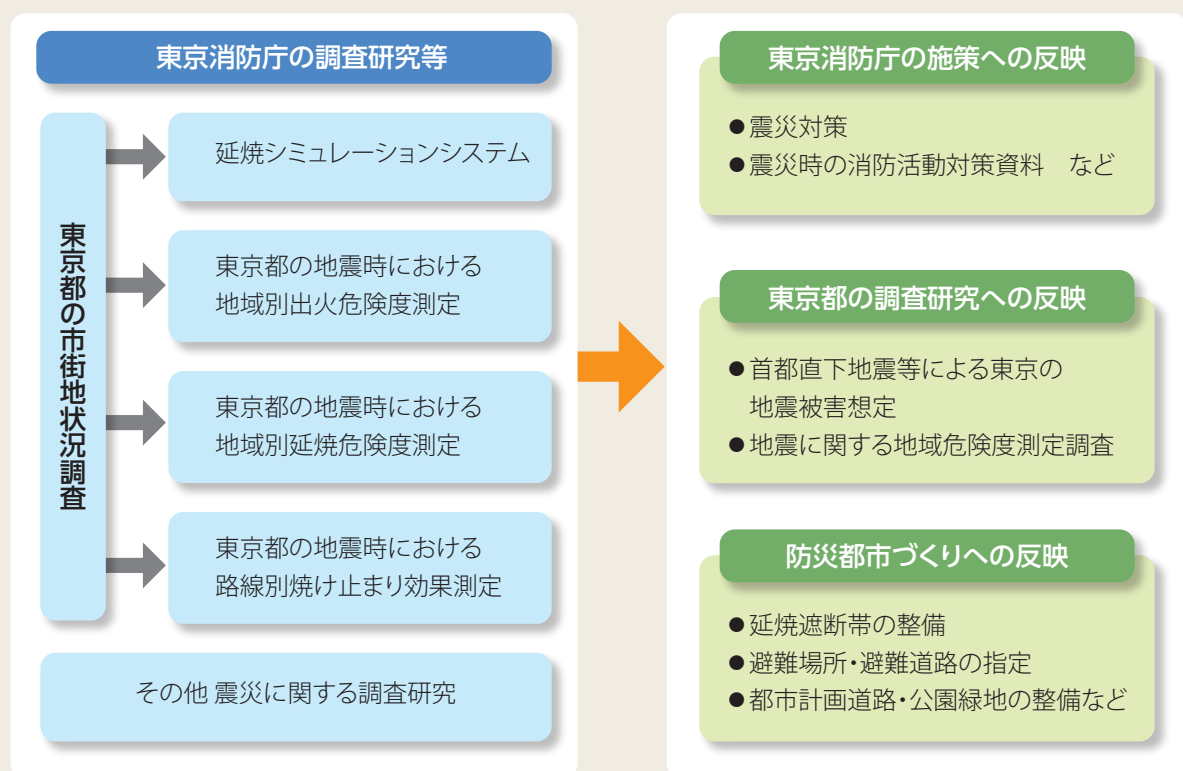 東京消防庁の調査研究等
東京都の市街地状況調査
延焼シミュレーションシステム
東京都の地震時における
地域別出火危険度測定
東京都の地震時における
地域別延焼危険度測定
東京都の地震時における
路線別焼け止まり効果測定
その他 震災に関する調査研究
東京消防庁の施策への反映
●震災対策
●震災時の消防活動対策資料　など
東京都の調査研究への反映
●首都直下地震等による東京の
地震被害想定
●地震に関する地域危険度測定調査
防災都市づくりへの反映
●延焼遮断帯の整備
●避難場所・避難道路の指定
●都市計画道路・公園緑地の整備など